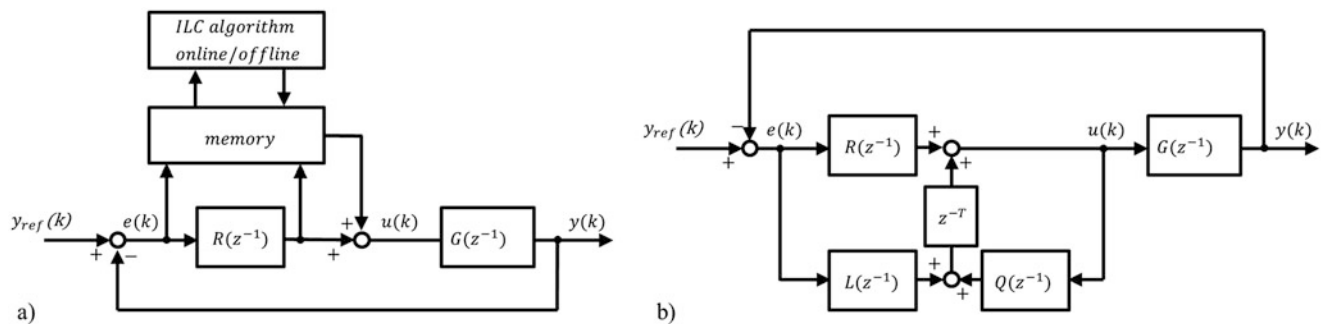 ILC algorithm
online/offline
memory
y_ref(k)
+
−
e(k)
R(z⁻¹)
+
+
u(k)
G(z⁻¹)
y(k)
a)
y_ref(k)
−
+
e(k)
R(z⁻¹)
+
+
u(k)
G(z⁻¹)
y(k)
z⁻ᵀ
L(z⁻¹)
+
+
Q(z⁻¹)
b)